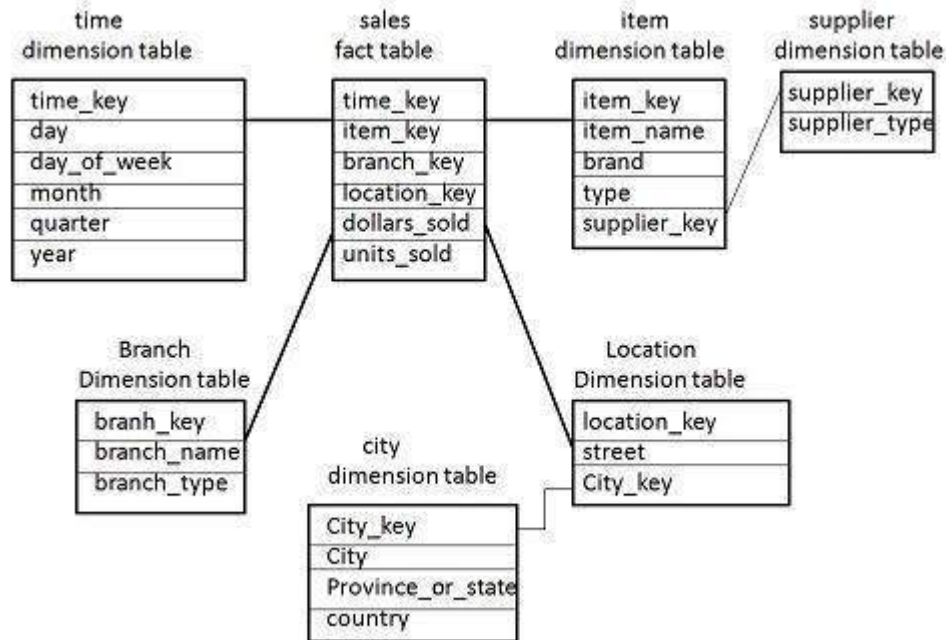 time
dimension table
time_key
day
day_of_week
month
quarter
year
sales
fact table
time_key
item_key
branch_key
location_key
dollars_sold
units_sold
item
dimension table
item_key
item_name
brand
type
supplier_key
supplier
dimension table
supplier_key
supplier_type
Branch
Dimension table
branh_key
branch_name
branch_type
city
dimension table
City_key
City
Province_or_state
country
Location
Dimension table
location_key
street
City_key